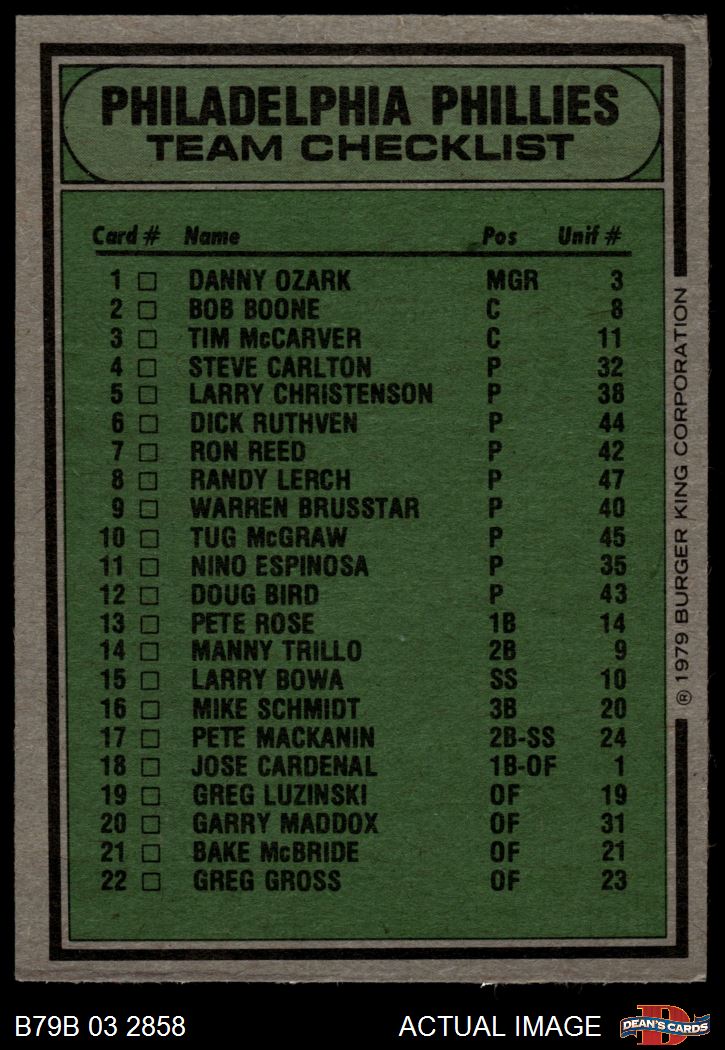 PHILADELPHIA PHILLIES
TEAM CHECKLIST
Card # Name Pos Unif #
1 □ DANNY OZARK MGR 3
2 □ BOB BOONE C 8
3 □ TIM McCARVER C 11
4 □ STEVE CARLTON P 32
5 □ LARRY CHRISTENSON P 38
6 □ DICK RUTHVEN P 44
7 □ RON REED P 42
8 □ RANDY LERCH P 47
9 □ WARREN BRUSSTAR P 40
10 □ TUG McGRAW P 45
11 □ NINO ESPINOSA P 35
12 □ DOUG BIRD P 43
13 □ PETE ROSE 1B 14
14 □ MANNY TRILLO 2B 9
15 □ LARRY BOWA SS 10
16 □ MIKE SCHMIDT 3B 20
17 □ PETE MACKANIN 2B-SS 24
18 □ JOSE CARDENAL 1B-OF 1
19 □ GREG LUZINSKI OF 19
20 □ GARRY MADDOX OF 31
21 □ BAKE McBRIDE OF 21
22 □ GREG GROSS OF 23
® 1979 BURGER KING CORPORATION
B79B 03 2858 ACTUAL IMAGE
DEAN'S CARDS